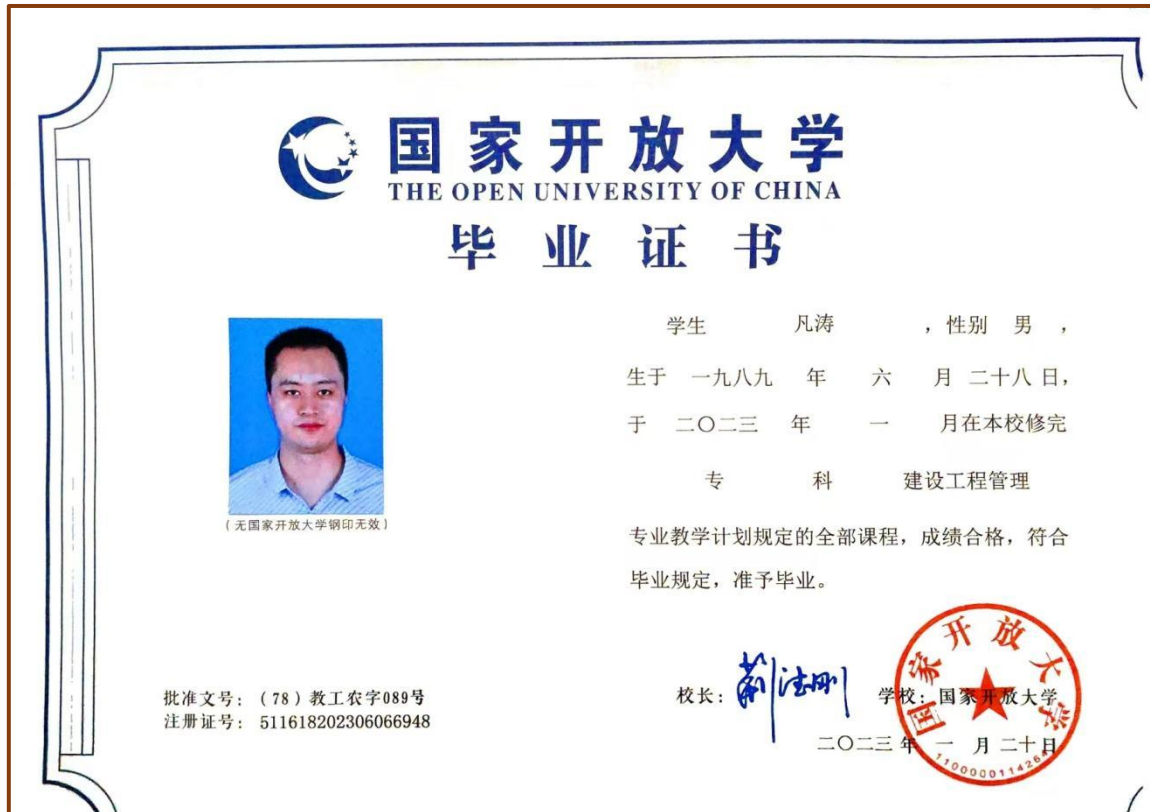 国家开放大学
THE OPEN UNIVERSITY OF CHINA
毕业证书
学生 凡涛 ，性别 男 ，
生于 一九八九 年 六 月 二十八 日，
于 二〇二三 年 一 月在本校修完
专 科 建设工程管理
专业教学计划规定的全部课程，成绩合格，符合
毕业规定，准予毕业。
(无国家开放大学钢印无效)
批准文号：(78)教工农字089号
注册证号：511618202306066948
校长：荆德刚 学校：国家开放大学
二〇二三 年 一 月 二十 日
国家开放大学
1100000114264